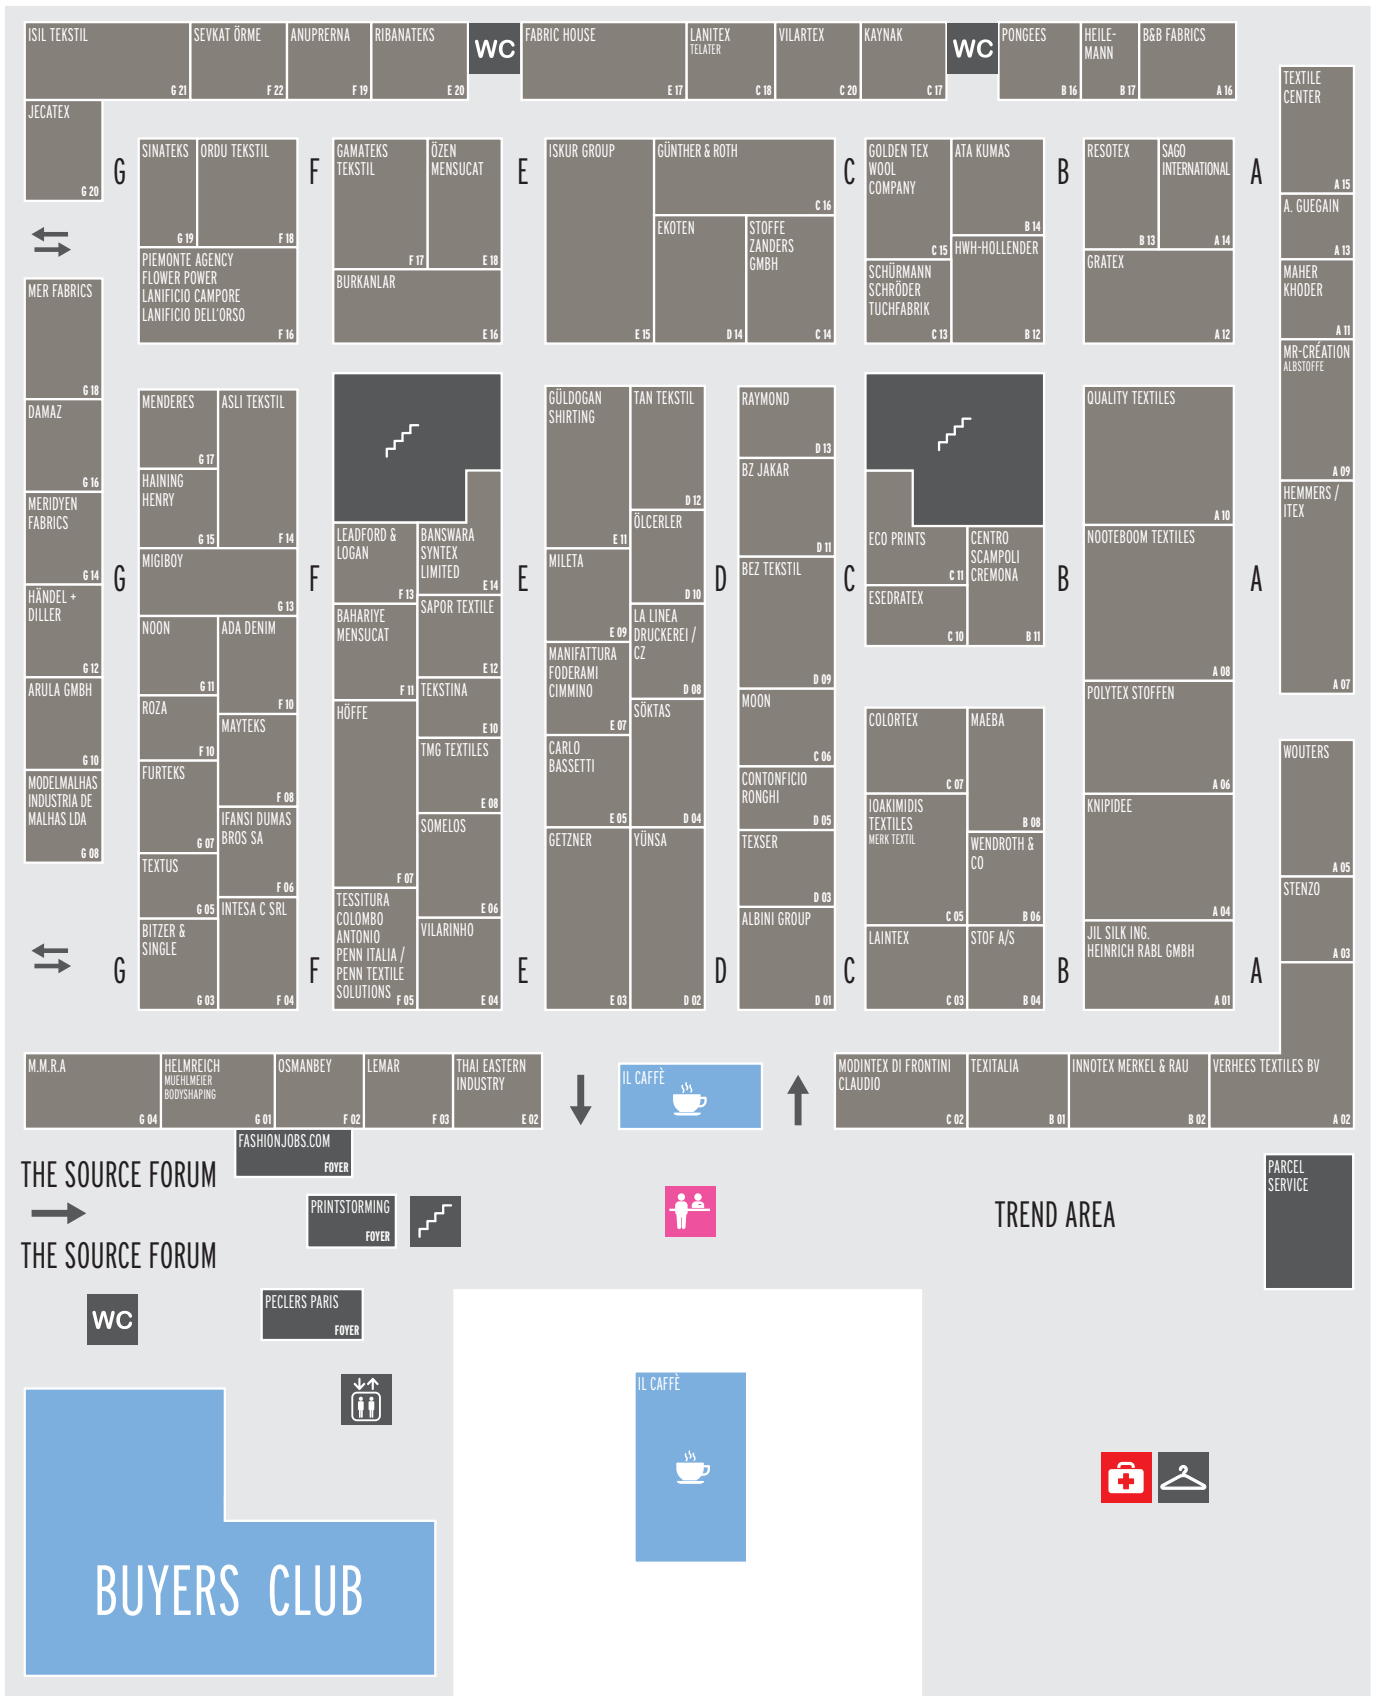 ISIL TEKSTIL
G 21
SEVKAT ÖRME
F 22
ANUPRERNA
F 19
RIBANATEKS
E 20
WC
FABRIC HOUSE
E 17
LANITEX
TELATER
C 18
VILARTEX
C 20
KAYNAK
C 17
WC
PONGEES
B 16
HEILE-
MANN
B 17
B&B FABRICS
A 16
TEXTILE
CENTER
A 15
JECATEX
G 20
G
SINATEKS
G 19
ORDU TEKSTIL
F 18
F
GAMATEKS
TEKSTIL
F 17
ÖZEN
MENSUCAT
E 18
E
ISKUR GROUP
E 15
GÜNTHER & ROTH
C 16
C
GOLDEN TEX
WOOL
COMPANY
C 15
ATA KUMAS
B 14
B
RESOTEX
B 13
SAGO
INTERNATIONAL
A 14
A
A. GUEGAIN
A 13
PIEMONTE AGENCY
FLOWER POWER
LANIFICIO CAMPORE
LANIFICIO DELL'ORSO
F 16
BURKANLAR
E 16
EKOTEN
D 14
STOFFE
ZANDERS
GMBH
C 14
SCHÜRMANN
SCHRÖDER
TUCHFABRIK
C 13
HWH-HOLLENDER
B 12
GRATEX
A 12
MAHER
KHODER
A 11
MR-CRÉATION
ALBSTOFFE
A 09
HEMMERS /
ITEX
A 07
MER FABRICS
G 18
DAMAZ
G 16
MERIDYEN
FABRICS
G 14
HÄNDEL +
DILLER
G 12
ARULA GMBH
G 10
MODELMALHAS
INDUSTRIA DE
MALHAS LDA
G 08
G
MENDERES
G 17
ASLI TEKSTIL
F 14
HAINING
HENRY
G 15
MIGIBOY
G 13
NOON
G 11
ADA DENIM
F 10
ROZA
F 10
MAYTEKS
F 08
FURTEKS
G 07
IFANSI DUMAS
BROS SA
F 06
TEXTUS
G 05
INTESA C SRL
F 04
BITZER &
SINGLE
G 03
G
F
LEADFORD &
LOGAN
F 13
BANSWARA
SYNTEX
LIMITED
E 14
BAHARIYE
MENSUCAT
F 11
SAPOR TEXTILE
E 12
TEKSTINA
E 10
HÖFFE
F 07
TMG TEXTILES
E 08
SOMELOS
E 06
TESSITURA
COLOMBO
ANTONIO
PENN ITALIA /
PENN TEXTILE
SOLUTIONS
F 05
VILARINHO
E 04
F
E
GÜLDOGAN
SHIRTING
E 11
TAN TEKSTIL
D 12
ÖLCERLER
D 10
MILETA
E 09
LA LINEA
DRUCKEREI /
CZ
D 08
MANIFATTURA
FODERAMI
CIMMINO
E 07
SÖKTAS
D 04
CARLO
BASSETTI
E 05
GETZNER
E 03
YÜNSA
D 02
E
D
RAYMOND
D 13
BZ JAKAR
D 11
BEZ TEKSTIL
D 09
MOON
C 06
CONTONFICIO
RONGHI
D 05
TEXSER
D 03
ALBINI GROUP
D 01
D
C
ECO PRINTS
C 11
CENTRO
SCAMPOLI
CREMONA
B 11
ESEDRATEX
C 10
COLORTEX
C 07
MAEBA
B 08
IOAKIMIDIS
TEXTILES
MERK TEXTIL
C 05
WENDROTH &
CO
B 06
LAINTEX
C 03
STOF A/S
B 04
C
B
QUALITY TEXTILES
A 10
NOOTEBOOM TEXTILES
A 08
POLYTEX STOFFEN
A 06
KNIPIDEE
A 04
JIL SILK ING.
HEINRICH RABL GMBH
A 01
B
A
WOUTERS
A 05
STENZO
A 03
A
M.M.R.A
G 04
HELMREICH
MUEHLMEIER
BODYSHAPING
G 01
OSMANBEY
F 02
LEMAR
F 03
THAI EASTERN
INDUSTRY
E 02
IL CAFFÈ
MODINTEX DI FRONTINI
CLAUDIO
C 02
TEXITALIA
B 01
INNOTEX MERKEL & RAU
B 02
VERHEES TEXTILES BV
A 02
FASHIONJOBS.COM
FOYER
THE SOURCE FORUM
PRINTSTORMING
FOYER
THE SOURCE FORUM
TREND AREA
PARCEL
SERVICE
WC
PECLERS PARIS
FOYER
IL CAFFÈ
BUYERS CLUB